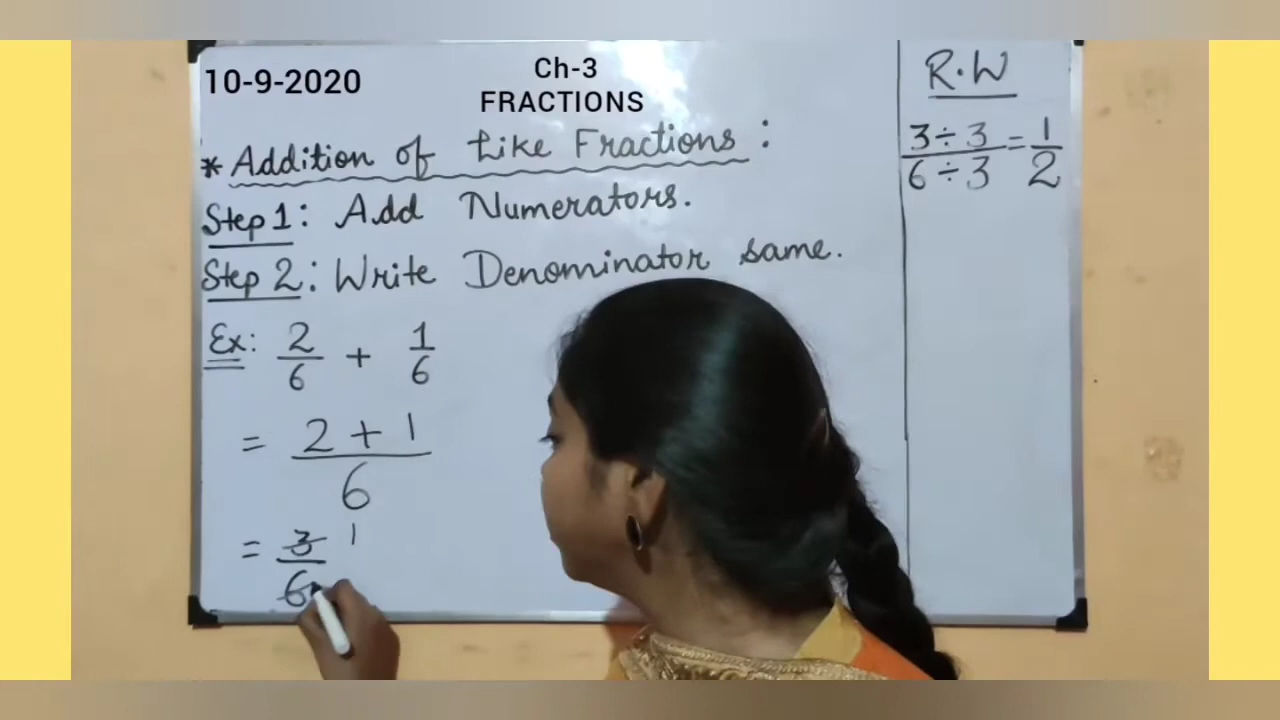 10-9-2020
Ch-3
FRACTIONS
* Addition of Like Fractions :
Step 1: Add Numerators.
Step 2: Write Denominator same.
Ex: 2/6 + 1/6
= 2 + 1 / 6
= 3/6 1
R.W
3 ÷ 3 / 6 ÷ 3 = 1/2